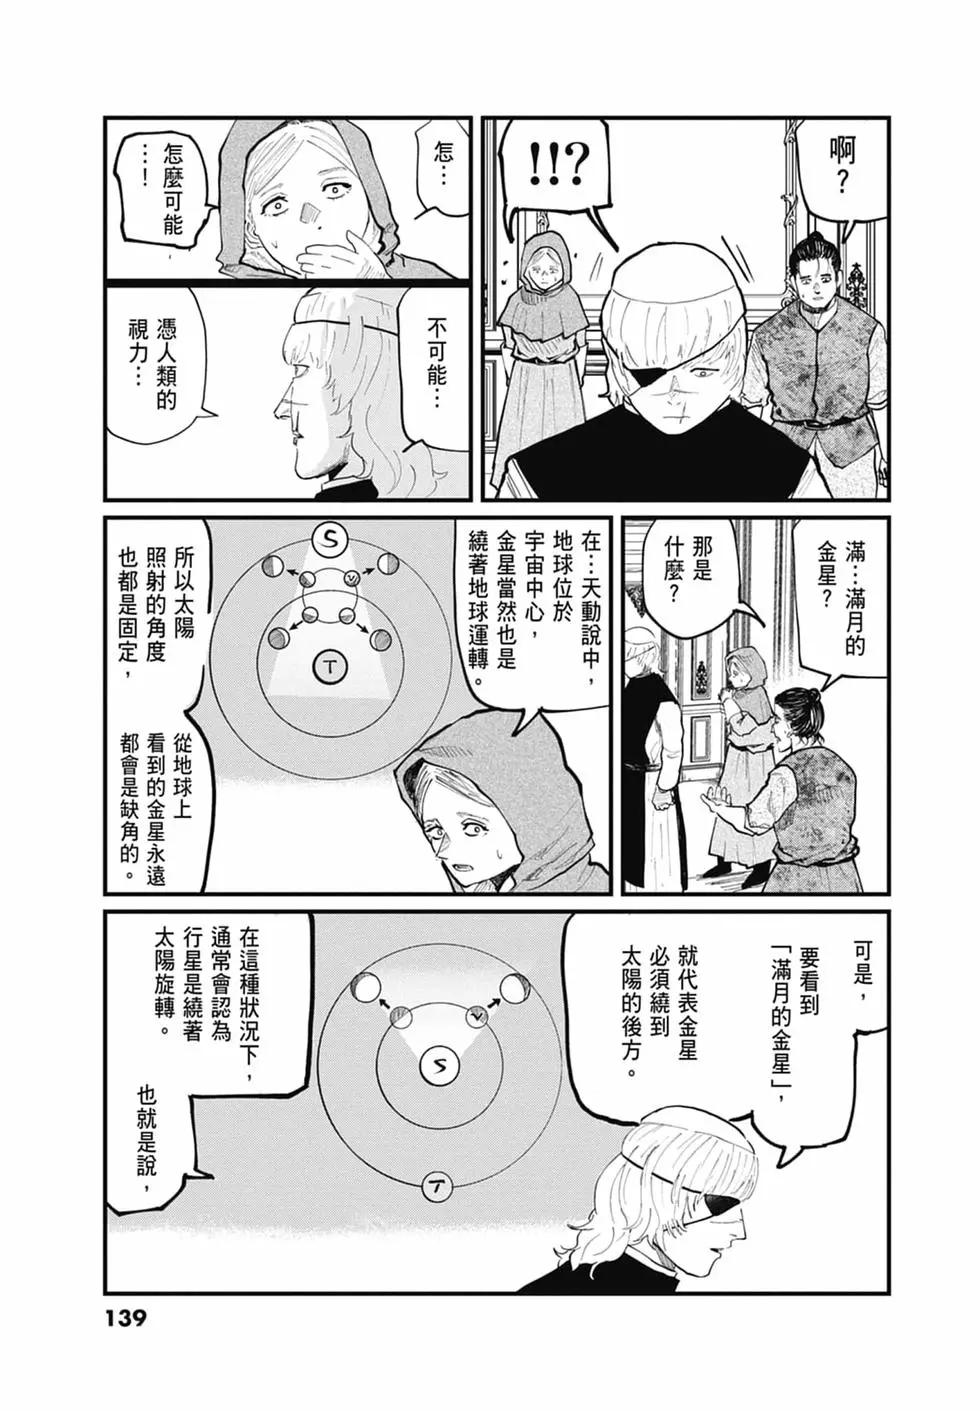 啊？
!!?
怎…
怎麼可能
…！
不可能…
憑人類的
視力…
滿…滿月的
金星？
那是
什麼？
在…天動說中，
地球位於
宇宙中心，
金星當然也是
繞著地球運轉。
S
V
T
所以太陽
照射的角度
也都是固定，
從地球上
看到的金星永遠
都會是缺角的。
可是，
要看到
「滿月的金星」，
就代表金星
必須繞到
太陽的後方。
V
S
T
在這種狀況下，
通常會認為
行星是繞著
太陽旋轉。
也就是說，
139